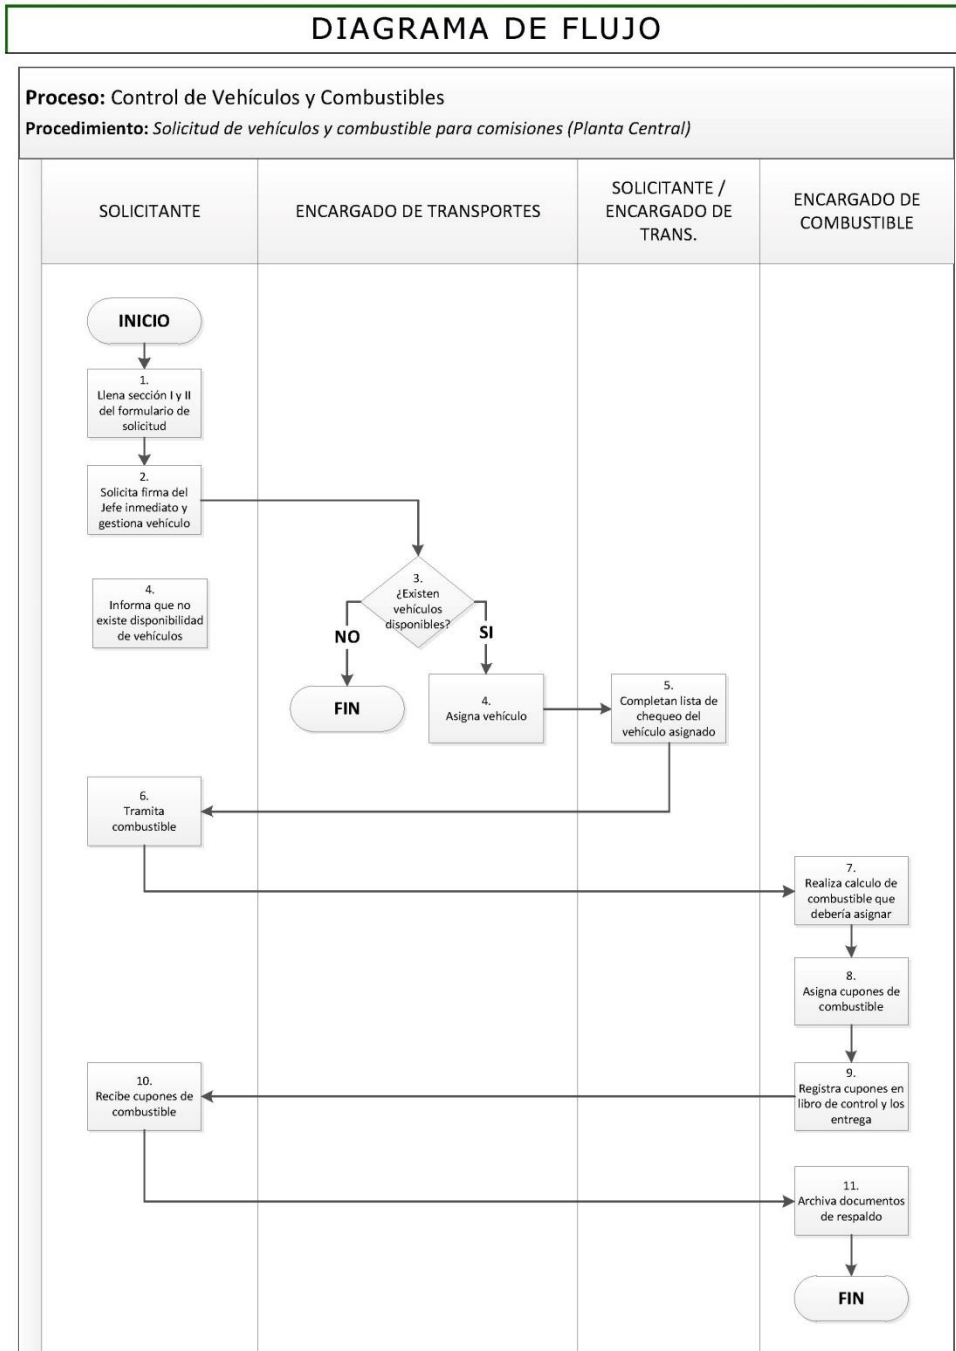 DIAGRAMA DE FLUJO
Proceso: Control de Vehículos y Combustibles
Procedimiento: Solicitud de vehículos y combustible para comisiones (Planta Central)
SOLICITANTE
ENCARGADO DE TRANSPORTES
SOLICITANTE /
ENCARGADO DE
TRANS.
ENCARGADO DE
COMBUSTIBLE
INICIO
1.
Llena sección I y II
del formulario de
solicitud
2.
Solicita firma del
Jefe inmediato y
gestiona vehículo
3.
¿Existen
vehículos
disponibles?
4.
Informa que no
existe disponibilidad
de vehículos
NO
SI
FIN
4.
Asigna vehículo
5.
Completan lista de
chequeo del
vehículo asignado
6.
Tramita
combustible
7.
Realiza calculo de
combustible que
debería asignar
8.
Asigna cupones de
combustible
9.
Registra cupones en
libro de control y los
entrega
10.
Recibe cupones de
combustible
11.
Archiva documentos
de respaldo
FIN